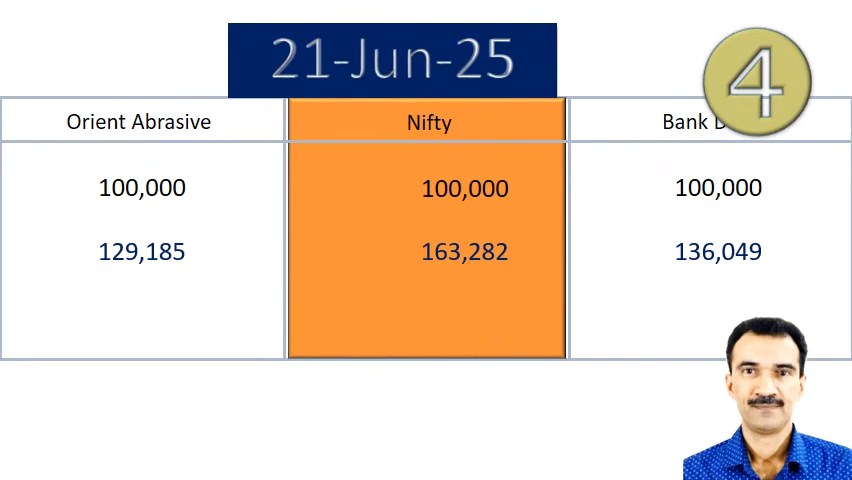 21-Jun-25
4
Orient Abrasive Nifty Bank
100,000 100,000 100,000
129,185 163,282 136,049